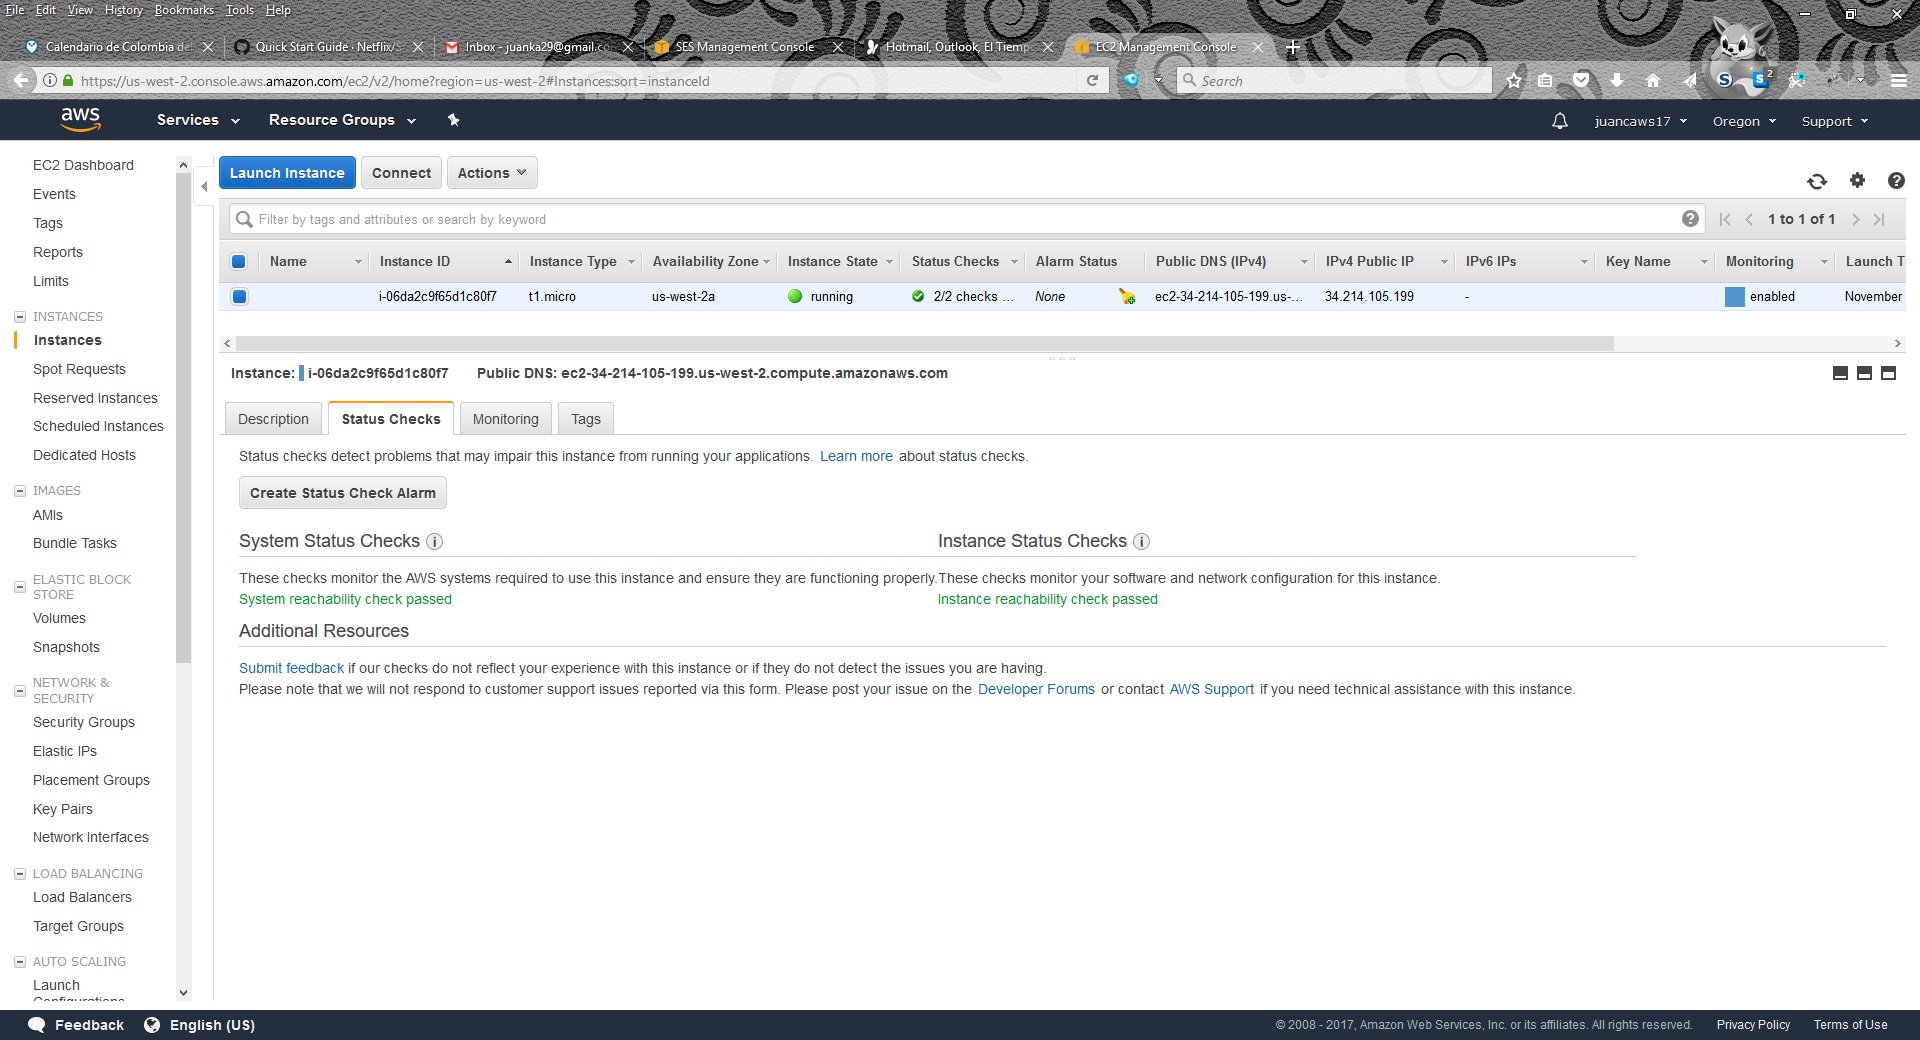 File Edit View History Bookmarks Tools Help
Calendario de Colombia de
Quick Start Guide · Netflix/S
Inbox - juanka29@gmail.co
SES Management Console
Hotmail, Outlook, El Tiemp
EC2 Management Console
https://us-west-2.console.aws.amazon.com/ec2/v2/home?region=us-west-2#Instances:sort=instanceId
Search
2
aws
Services
Resource Groups
juancaws17
Oregon
Support
EC2 Dashboard
Events
Tags
Reports
Limits
INSTANCES
Instances
Spot Requests
Reserved Instances
Scheduled Instances
Dedicated Hosts
IMAGES
AMIs
Bundle Tasks
ELASTIC BLOCK
STORE
Volumes
Snapshots
NETWORK &
SECURITY
Security Groups
Elastic IPs
Placement Groups
Key Pairs
Network Interfaces
LOAD BALANCING
Load Balancers
Target Groups
AUTO SCALING
Launch
Configurations
Launch Instance Connect Actions
Filter by tags and attributes or search by keyword
1 to 1 of 1
Name Instance ID Instance Type Availability Zone Instance State Status Checks Alarm Status Public DNS (IPv4) IPv4 Public IP IPv6 IPs Key Name Monitoring Launch T
i-06da2c9f65d1c80f7 t1.micro us-west-2a running 2/2 checks ... None ec2-34-214-105-199.us-... 34.214.105.199 - enabled November
Instance: i-06da2c9f65d1c80f7 Public DNS: ec2-34-214-105-199.us-west-2.compute.amazonaws.com
Description Status Checks Monitoring Tags
Status checks detect problems that may impair this instance from running your applications. Learn more about status checks.
Create Status Check Alarm
System Status Checks
These checks monitor the AWS systems required to use this instance and ensure they are functioning properly.
System reachability check passed
Instance Status Checks
These checks monitor your software and network configuration for this instance.
Instance reachability check passed
Additional Resources
Submit feedback if our checks do not reflect your experience with this instance or if they do not detect the issues you are having.
Please note that we will not respond to customer support issues reported via this form. Please post your issue on the Developer Forums or contact AWS Support if you need technical assistance with this instance.
Feedback
English (US)
© 2008 - 2017, Amazon Web Services, Inc. or its affiliates. All rights reserved.
Privacy Policy
Terms of Use